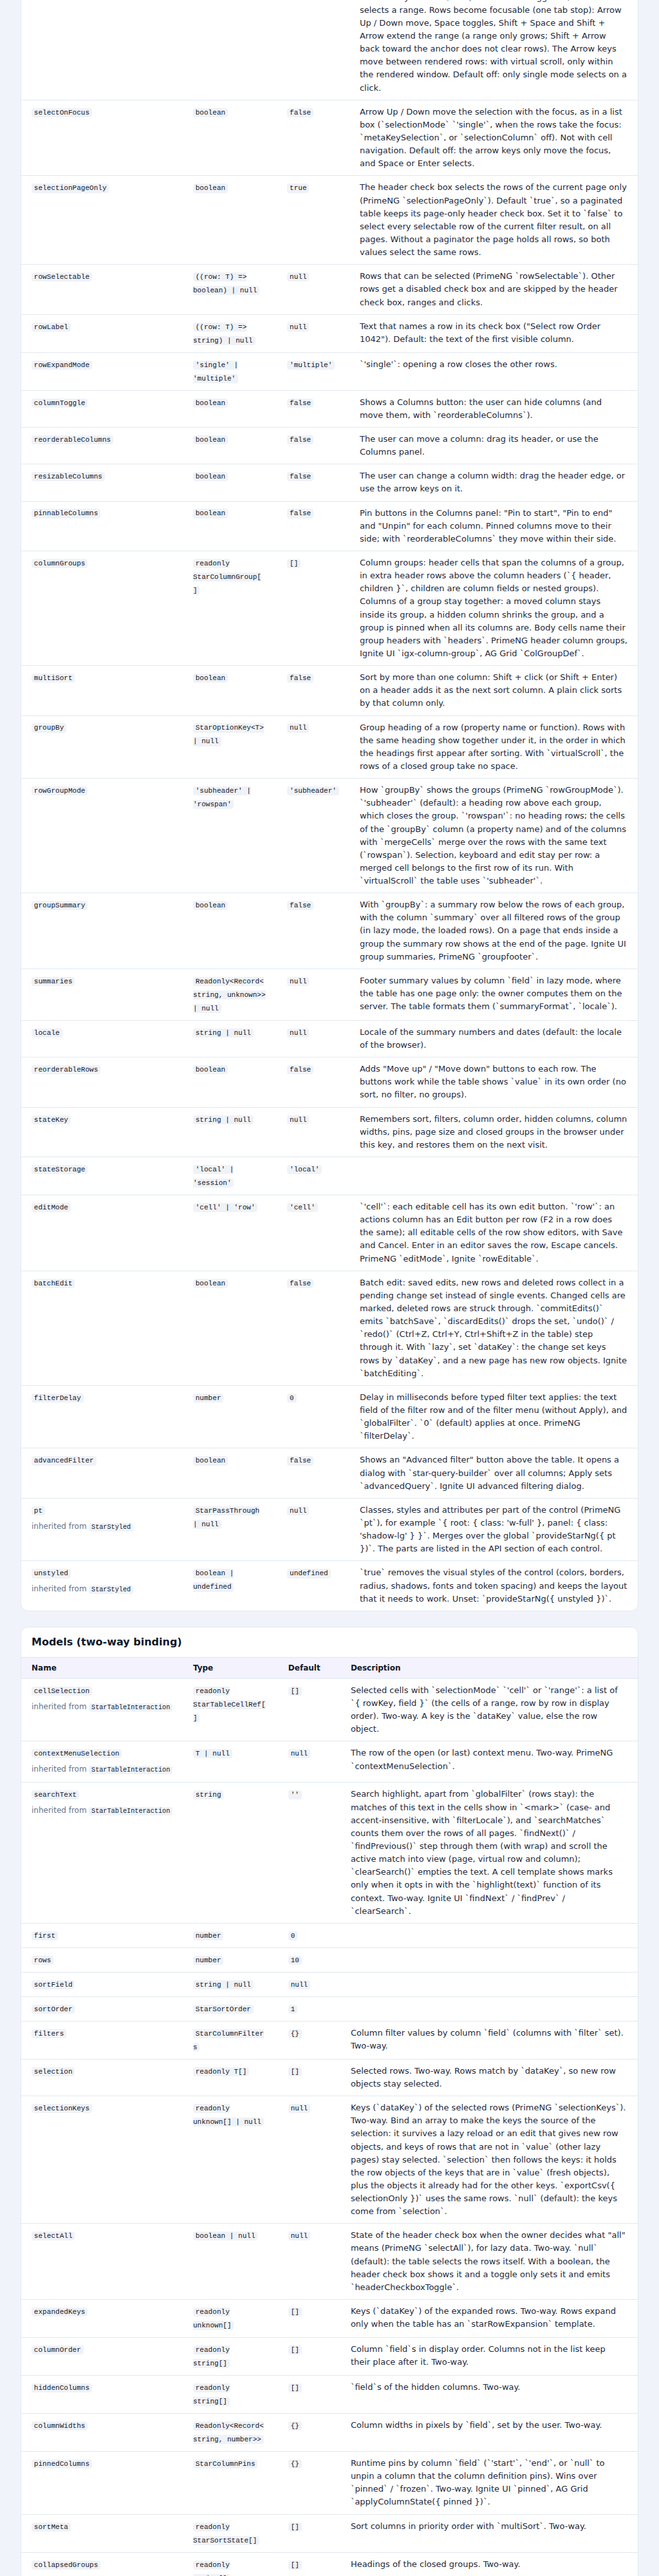 selects a range. Rows become focusable (one tab stop): Arrow
Up / Down move, Space toggles, Shift + Space and Shift +
Arrow extend the range (a range only grows; Shift + Arrow
back toward the anchor does not clear rows). The Arrow keys
move between rendered rows: with virtual scroll, only within
the rendered window. Default off: only single mode selects on a
click.
selectOnFocus boolean false Arrow Up / Down move the selection with the focus, as in a list
box (`selectionMode` `'single'`, when the rows take the focus:
`metaKeySelection`, or `selectionColumn` off). Not with cell
navigation. Default off: the arrow keys only move the focus,
and Space or Enter selects.
selectionPageOnly boolean true The header check box selects the rows of the current page only
(PrimeNG `selectionPageOnly`). Default `true`, so a paginated
table keeps its page-only header check box. Set it to `false` to
select every selectable row of the current filter result, on all
pages. Without a paginator the page holds all rows, so both
values select the same rows.
rowSelectable ((row: T) => null Rows that can be selected (PrimeNG `rowSelectable`). Other
boolean) | null rows get a disabled check box and are skipped by the header
check box, ranges and clicks.
rowLabel ((row: T) => null Text that names a row in its check box ("Select row Order
string) | null 1042"). Default: the text of the first visible column.
rowExpandMode 'single' | 'multiple' `'single'`: opening a row closes the other rows.
'multiple'
columnToggle boolean false Shows a Columns button: the user can hide columns (and
move them, with `reorderableColumns`).
reorderableColumns boolean false The user can move a column: drag its header, or use the
Columns panel.
resizableColumns boolean false The user can change a column width: drag the header edge, or
use the arrow keys on it.
pinnableColumns boolean false Pin buttons in the Columns panel: "Pin to start", "Pin to end"
and "Unpin" for each column. Pinned columns move to their
side; with `reorderableColumns` they move within their side.
columnGroups readonly [] Column groups: header cells that span the columns of a group,
StarColumnGroup[ in extra header rows above the column headers (`{ header,
] children }`, children are column fields or nested groups).
Columns of a group stay together: a moved column stays
inside its group, a hidden column shrinks the group, and a
group is pinned when all its columns are. Body cells name their
group headers with `headers`. PrimeNG header column groups,
Ignite UI `igx-column-group`, AG Grid `ColGroupDef`.
multiSort boolean false Sort by more than one column: Shift + click (or Shift + Enter)
on a header adds it as the next sort column. A plain click sorts
by that column only.
groupBy StarOptionKey<T> null Group heading of a row (property name or function). Rows with
| null the same heading show together under it, in the order in which
the headings first appear after sorting. With `virtualScroll`, the
rows of a closed group take no space.
rowGroupMode 'subheader' | 'subheader' How `groupBy` shows the groups (PrimeNG `rowGroupMode`).
'rowspan' `'subheader'` (default): a heading row above each group,
which closes the group. `'rowspan'`: no heading rows; the cells
of the `groupBy` column (a property name) and of the columns
with `mergeCells` merge over the rows with the same text
(`rowspan`). Selection, keyboard and edit stay per row: a
merged cell belongs to the first row of its run. With
`virtualScroll` the table uses `'subheader'`.
groupSummary boolean false With `groupBy`: a summary row below the rows of each group,
with the column `summary` over all filtered rows of the group
(in lazy mode, the loaded rows). On a page that ends inside a
group the summary row shows at the end of the page. Ignite UI
group summaries, PrimeNG `groupfooter`.
summaries Readonly<Record< null Footer summary values by column `field` in lazy mode, where
string, unknown>> the table has one page only: the owner computes them on the
| null server. The table formats them (`summaryFormat`, `locale`).
locale string | null null Locale of the summary numbers and dates (default: the locale
of the browser).
reorderableRows boolean false Adds "Move up" / "Move down" buttons to each row. The
buttons work while the table shows `value` in its own order (no
sort, no filter, no groups).
stateKey string | null null Remembers sort, filters, column order, hidden columns, column
widths, pins, page size and closed groups in the browser under
this key, and restores them on the next visit.
stateStorage 'local' | 'local'
'session'
editMode 'cell' | 'row' 'cell' `'cell'`: each editable cell has its own edit button. `'row'`: an
actions column has an Edit button per row (F2 in a row does
the same); all editable cells of the row show editors, with Save
and Cancel. Enter in an editor saves the row, Escape cancels.
PrimeNG `editMode`, Ignite `rowEditable`.
batchEdit boolean false Batch edit: saved edits, new rows and deleted rows collect in a
pending change set instead of single events. Changed cells are
marked, deleted rows are struck through. `commitEdits()`
emits `batchSave`, `discardEdits()` drops the set, `undo()` /
`redo()` (Ctrl+Z, Ctrl+Y, Ctrl+Shift+Z in the table) step
through it. With `lazy`, set `dataKey`: the change set keys
rows by `dataKey`, and a new page has new row objects. Ignite
`batchEditing`.
filterDelay number 0 Delay in milliseconds before typed filter text applies: the text
field of the filter row and of the filter menu (without Apply), and
`globalFilter`. `0` (default) applies at once. PrimeNG
`filterDelay`.
advancedFilter boolean false Shows an "Advanced filter" button above the table. It opens a
dialog with `star-query-builder` over all columns; Apply sets
`advancedQuery`. Ignite UI advanced filtering dialog.
pt StarPassThrough null Classes, styles and attributes per part of the control (PrimeNG
inherited from StarStyled | null `pt`), for example `{ root: { class: 'w-full' }, panel: { class:
'shadow-lg' } }`. Merges over the global `provideStarNg({ pt
})`. The parts are listed in the API section of each control.
unstyled boolean | undefined `true` removes the visual styles of the control (colors, borders,
inherited from StarStyled undefined radius, shadows, fonts and token spacing) and keeps the layout
that it needs to work. Unset: `provideStarNg({ unstyled })`.
Models (two-way binding)
Name Type Default Description
cellSelection readonly [] Selected cells with `selectionMode` `'cell'` or `'range'`: a list of
inherited from StarTableInteraction StarTableCellRef[ `{ rowKey, field }` (the cells of a range, row by row in display
] order). Two-way. A key is the `dataKey` value, else the row
object.
contextMenuSelection T | null null The row of the open (or last) context menu. Two-way. PrimeNG
inherited from StarTableInteraction `contextMenuSelection`.
searchText string '' Search highlight, apart from `globalFilter` (rows stay): the
inherited from StarTableInteraction matches of this text in the cells show in `<mark>` (case- and
accent-insensitive, with `filterLocale`), and `searchMatches`
counts them over the rows of all pages. `findNext()` /
`findPrevious()` step through them (with wrap) and scroll the
active match into view (page, virtual row and column);
`clearSearch()` empties the text. A cell template shows marks
only when it opts in with the `highlight(text)` function of its
context. Two-way. Ignite UI `findNext` / `findPrev` /
`clearSearch`.
first number 0
rows number 10
sortField string | null null
sortOrder StarSortOrder 1
filters StarColumnFilter {} Column filter values by column `field` (columns with `filter` set).
s Two-way.
selection readonly T[] [] Selected rows. Two-way. Rows match by `dataKey`, so new row
objects stay selected.
selectionKeys readonly null Keys (`dataKey`) of the selected rows (PrimeNG `selectionKeys`).
unknown[] | null Two-way. Bind an array to make the keys the source of the
selection: it survives a lazy reload or an edit that gives new row
objects, and keys of rows that are not in `value` (other lazy
pages) stay selected. `selection` then follows the keys: it holds
the row objects of the keys that are in `value` (fresh objects),
plus the objects it already had for the other keys. `exportCsv({
selectionOnly })` uses the same rows. `null` (default): the keys
come from `selection`.
selectAll boolean | null null State of the header check box when the owner decides what "all"
means (PrimeNG `selectAll`), for lazy data. Two-way. `null`
(default): the table selects the rows itself. With a boolean, the
header check box shows it and a toggle only sets it and emits
`headerCheckboxToggle`.
expandedKeys readonly [] Keys (`dataKey`) of the expanded rows. Two-way. Rows expand
unknown[] only when the table has an `starRowExpansion` template.
columnOrder readonly [] Column `field`s in display order. Columns not in the list keep
string[] their place after it. Two-way.
hiddenColumns readonly [] `field`s of the hidden columns. Two-way.
string[]
columnWidths Readonly<Record< {} Column widths in pixels by `field`, set by the user. Two-way.
string, number>>
pinnedColumns StarColumnPins {} Runtime pins by column `field` (`'start'`, `'end'`, or `null` to
unpin a column that the column definition pins). Wins over
`pinned` / `frozen`. Two-way. Ignite UI `pinned`, AG Grid
`applyColumnState({ pinned })`.
sortMeta readonly [] Sort columns in priority order with `multiSort`. Two-way.
StarSortState[]
collapsedGroups readonly [] Headings of the closed groups. Two-way.